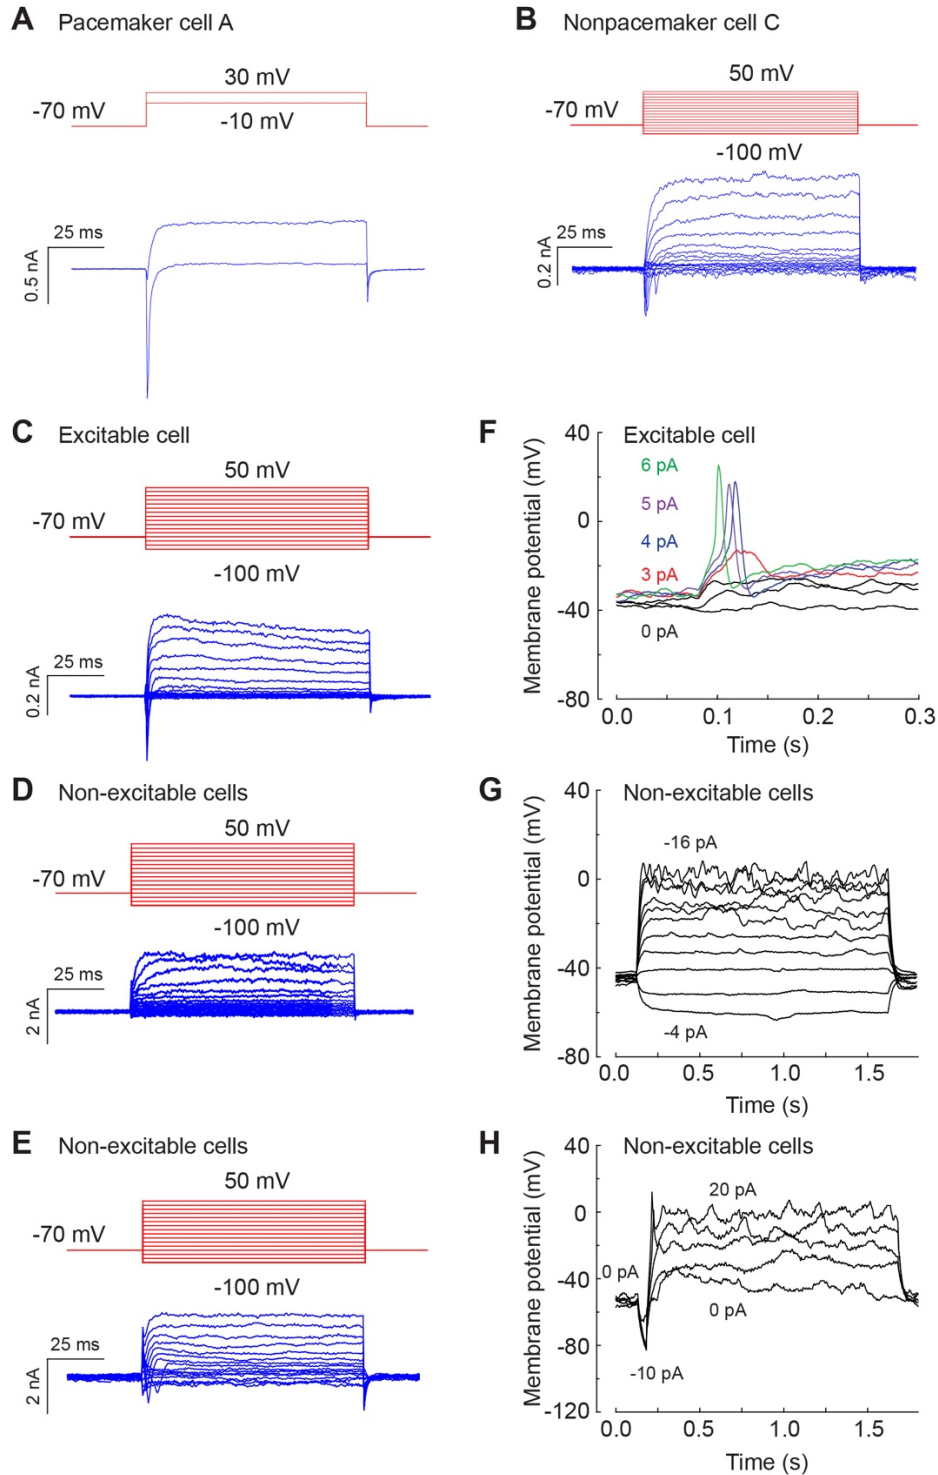 A Pacemaker cell A
30 mV
-70 mV
-10 mV
25 ms
0.5 nA
B Nonpacemaker cell C
50 mV
-70 mV
-100 mV
25 ms
0.2 nA
C Excitable cell
50 mV
-70 mV
-100 mV
25 ms
0.2 nA
F Excitable cell
Membrane potential (mV)
40
0
-40
-80
6 pA
5 pA
4 pA
3 pA
0 pA
0.0 0.1 0.2 0.3
Time (s)
D Non-excitable cells
50 mV
-70 mV
-100 mV
25 ms
2 nA
G Non-excitable cells
Membrane potential (mV)
40
0
-40
-80
-16 pA
-4 pA
0.0 0.5 1.0 1.5
Time (s)
E Non-excitable cells
50 mV
-70 mV
-100 mV
25 ms
2 nA
H Non-excitable cells
Membrane potential (mV)
40
0
-40
-80
-120
20 pA
0 pA
0 pA
-10 pA
0.0 0.5 1.0 1.5
Time (s)